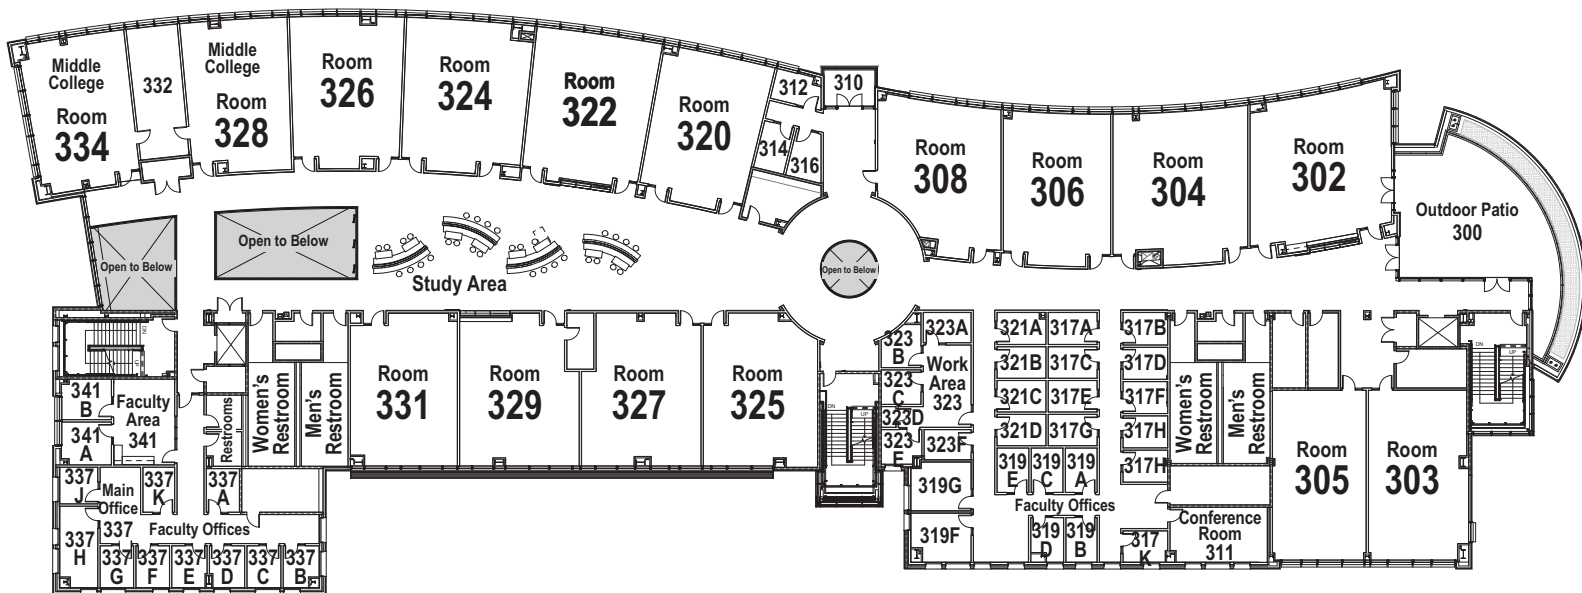 Middle
College
Room
334
332
Middle
College
Room
328
Room
326
Room
324
Room
322
Room
320
312
310
314
316
Room
308
Room
306
Room
304
Room
302
Outdoor Patio
300
Open to Below
Open to Below
Study Area
Open to Below
DN
UP
341
B
341
A
Faculty
Area
341
Restrooms
Women's
Restroom
Men's
Restroom
Room
331
Room
329
Room
327
Room
325
DN
UP
323
B
323A
323
C
Work
Area
323
323D
323
E
323F
321A
317A
321B
317C
321C
317E
321D
317G
317B
317D
317F
317H
317H
319
E
319
C
319
A
319G
319F
Faculty Offices
319
D
319
B
317
K
Women's
Restroom
Men's
Restroom
Conference
Room
311
Room
305
Room
303
DN
UP
337
J
Main
Office
337
337
K
337
A
Faculty Offices
337
H
337
G
337
F
337
E
337
D
337
C
337
B